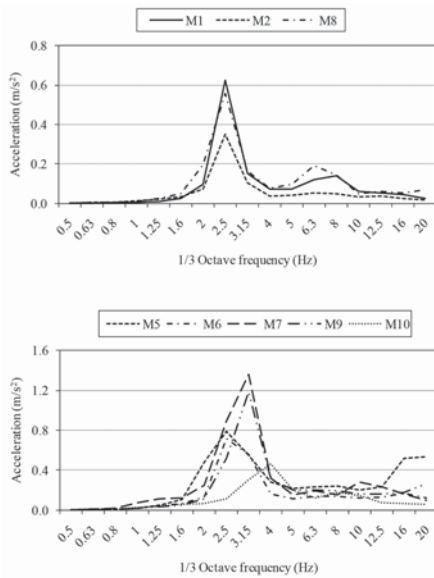 M1 M2 M8
0.8
0.6
0.4
0.2
0.0
Acceleration (m/s²)
0.5 0.63 0.8 1 1.25 1.6 2 2.5 3.15 4 5 6.3 8 10 12.5 16 20
1/3 Octave frequency (Hz)
M5 M6 M7 M9 M10
1.6
1.2
0.8
0.4
0.0
Acceleration (m/s²)
0.5 0.63 0.8 1 1.25 1.6 2 2.5 3.15 4 5 6.3 8 10 12.5 16 20
1/3 Octave frequency (Hz)